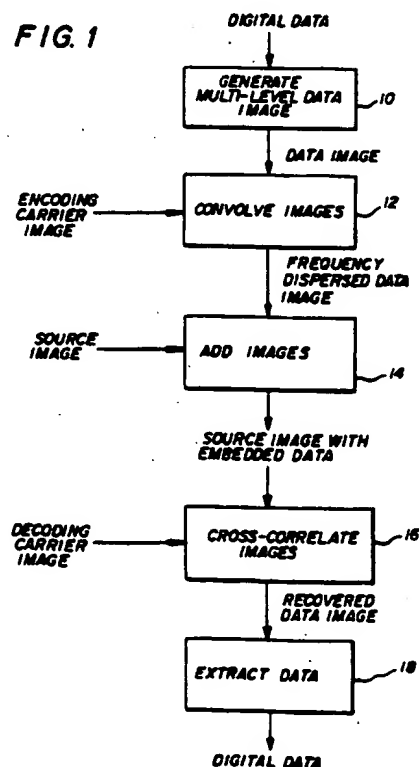 FIG. 1
DIGITAL DATA
GENERATE
MULTI-LEVEL DATA
IMAGE
10
DATA IMAGE
ENCODING
CARRIER
IMAGE
CONVOLVE IMAGES
12
FREQUENCY
DISPERSED DATA
IMAGE
SOURCE
IMAGE
ADD IMAGES
14
SOURCE IMAGE WITH
EMBEDDED DATA
DECODING
CARRIER
IMAGE
CROSS-CORRELATE
IMAGES
16
RECOVERED
DATA IMAGE
EXTRACT DATA
18
DIGITAL DATA